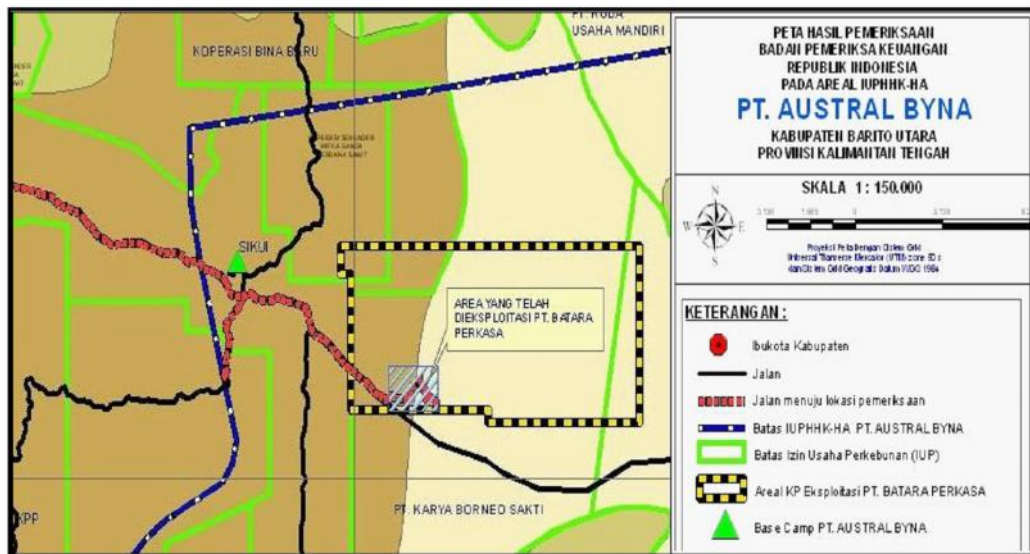 PT. RODA
USAHA MANDIRI
KOPERASI BINA BARU
SIKUI
AREA YANG TELAH
DIEKSPLOITASI PT. BATARA
PERKASA
PT. KARYA BORNEO SAKTI
KPP
PETA HASIL PEMERIKSAAN
BADAN PEMERIKSA KEUANGAN
REPUBLIK INDONESIA
PADA AREAL IUPHHK-HA
PT. AUSTRAL BYNA
KABUPATEN BARITO UTARA
PROVINSI KALIMANTAN TENGAH
SKALA 1 : 150.000
N
W E
S
0
KETERANGAN :
Ibukota Kabupaten
Jalan
Jalan menuju lokasi pemeriksaan
Batas IUPHHK-HA PT. AUSTRAL BYNA
Batas Izin Usaha Perkebunan (IUP)
Areal KP Eksploitasi PT. BATARA PERKASA
Base Camp PT. AUSTRAL BYNA